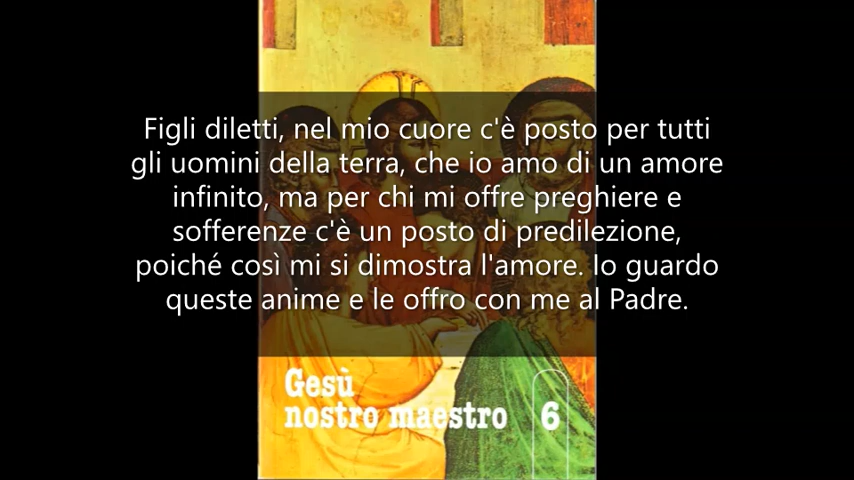 Figli diletti, nel mio cuore c'è posto per tutti
gli uomini della terra, che io amo di un amore
infinito, ma per chi mi offre preghiere e
sofferenze c'è un posto di predilezione,
poiché così mi si dimostra l'amore. Io guardo
queste anime e le offro con me al Padre.
Gesù
nostro maestro 6